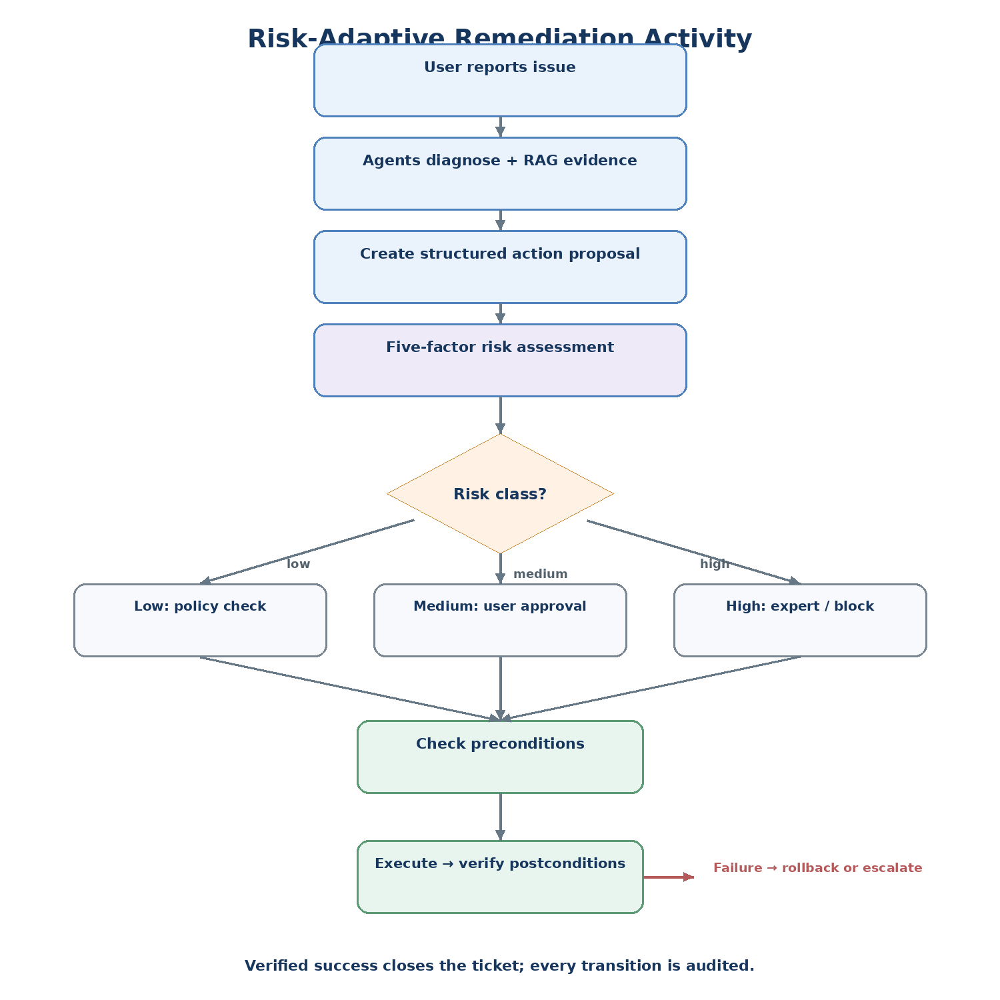 Risk-Adaptive Remediation Activity
User reports issue
Agents diagnose + RAG evidence
Create structured action proposal
Five-factor risk assessment
Risk class?
low
medium
high
Low: policy check
Medium: user approval
High: expert / block
Check preconditions
Execute → verify postconditions
Failure → rollback or escalate
Verified success closes the ticket; every transition is audited.